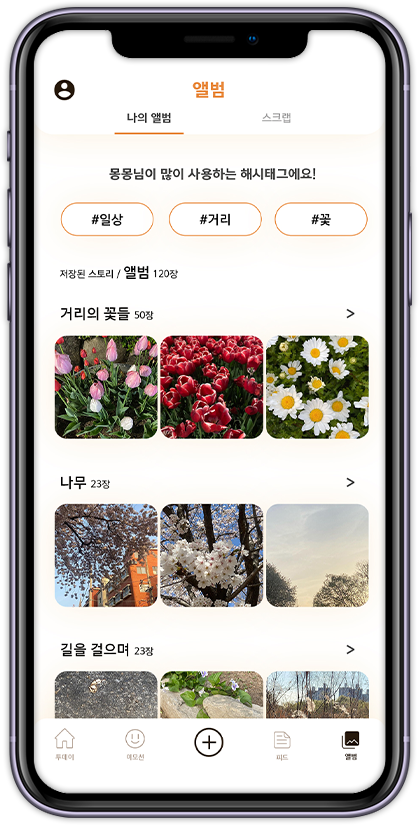 앨범
나의 앨범
스크랩
몽몽님이 많이 사용하는 해시태그에요!
#일상
#거리
#꽃
저장된 스토리 / 앨범 120장
거리의 꽃들 50장
나무 23장
길을 걸으며 23장
투데이
이모션
피드
앨범